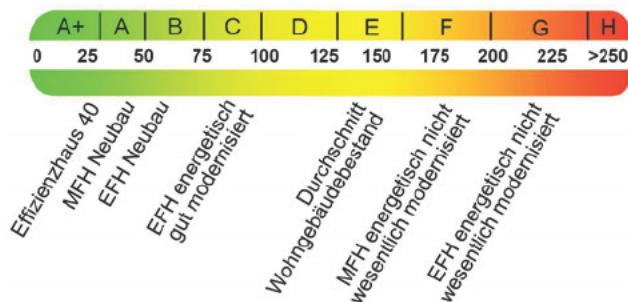 A+ A B C D E F G H
0 25 50 75 100 125 150 175 200 225 >250
Effizienzhaus 40
MFH Neubau
EFH Neubau
EFH energetisch
gut modernisiert
Durchschnitt
Wohngebäudebestand
MFH energetisch nicht
wesentlich modernisiert
EFH energetisch nicht
wesentlich modernisiert